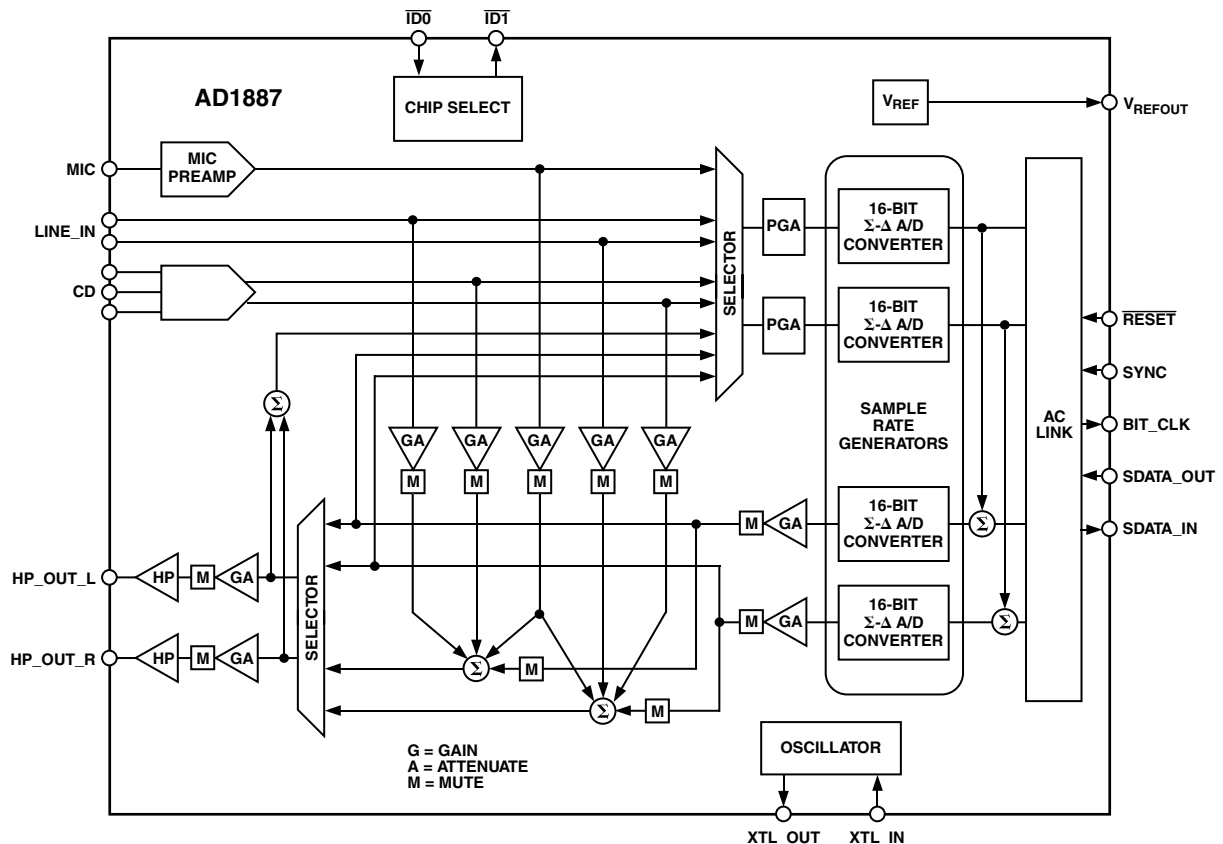 ID0
ID1
AD1887
CHIP SELECT
VREF
VREFOUT
MIC
MIC
PREAMP
LINE_IN
CD
SELECTOR
PGA
16-BIT
Σ-Δ A/D
CONVERTER
PGA
16-BIT
Σ-Δ A/D
CONVERTER
RESET
SYNC
AC
LINK
BIT_CLK
SDATA_OUT
SDATA_IN
SAMPLE
RATE
GENERATORS
Σ
GA
GA
GA
GA
GA
M
M
M
M
M
M
GA
16-BIT
Σ-Δ A/D
CONVERTER
Σ
HP_OUT_L
HP
M
GA
SELECTOR
M
GA
16-BIT
Σ-Δ A/D
CONVERTER
Σ
HP_OUT_R
HP
M
GA
Σ
M
Σ
M
G = GAIN
A = ATTENUATE
M = MUTE
OSCILLATOR
XTL_OUT
XTL_IN